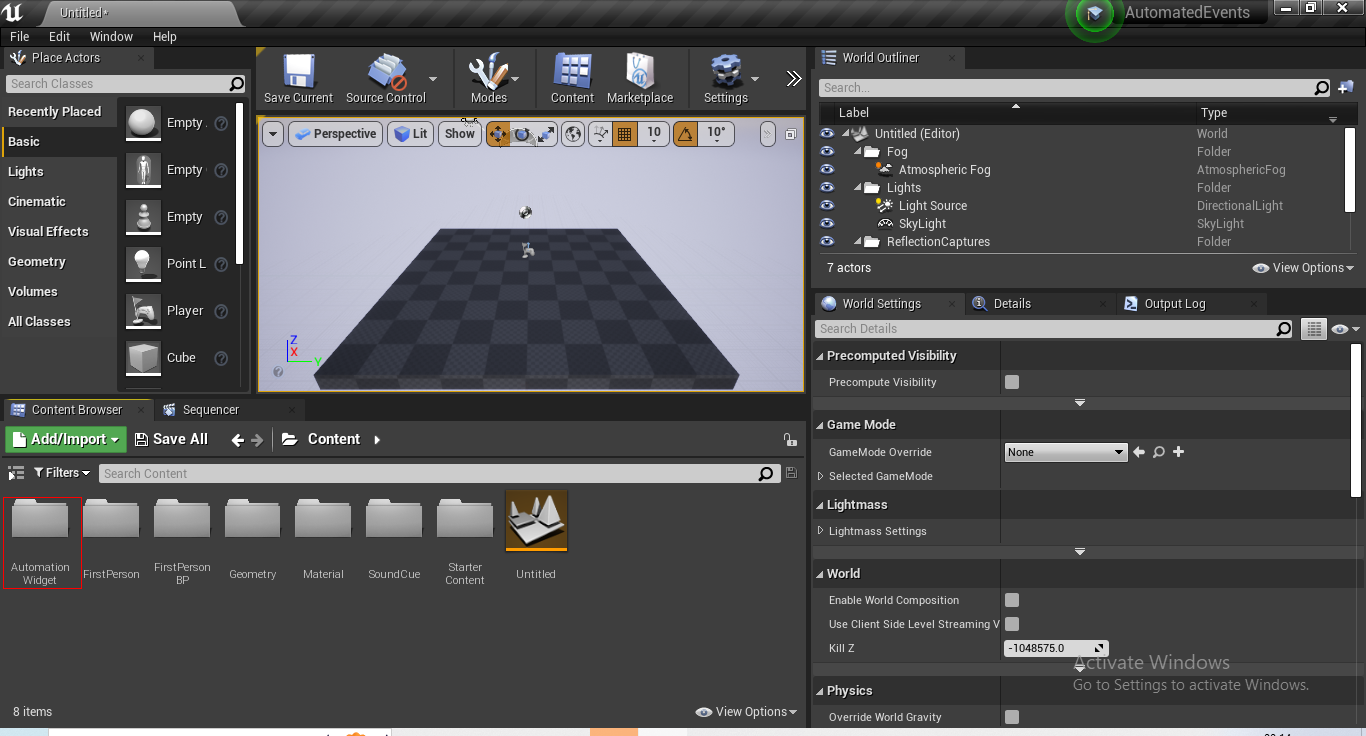 Untitled*
AutomatedEvents
File Edit Window Help
Place Actors
Search Classes
Recently Placed
Basic
Lights
Cinematic
Visual Effects
Geometry
Volumes
All Classes
Empty
Empty
Empty
Point L
Player
Cube
Save Current
Source Control
Modes
Content
Marketplace
Settings
Perspective
Lit
Show
10
10°
Z
X
Y
World Outliner
Search...
Label Type
Untitled (Editor) World
Fog Folder
Atmospheric Fog AtmosphericFog
Lights Folder
Light Source DirectionalLight
SkyLight SkyLight
ReflectionCaptures Folder
7 actors
View Options
World Settings
Details
Output Log
Search Details
Precomputed Visibility
Precompute Visibility
Game Mode
GameMode Override None
Selected GameMode
Lightmass
Lightmass Settings
World
Enable World Composition
Use Client Side Level Streaming V
Kill Z -1048575.0
Physics
Override World Gravity
Activate Windows
Go to Settings to activate Windows.
Content Browser
Sequencer
Add/Import
Save All
Content
Filters
Search Content
Automation
Widget
FirstPerson
FirstPerson
BP
Geometry
Material
SoundCue
Starter
Content
Untitled
8 items
View Options